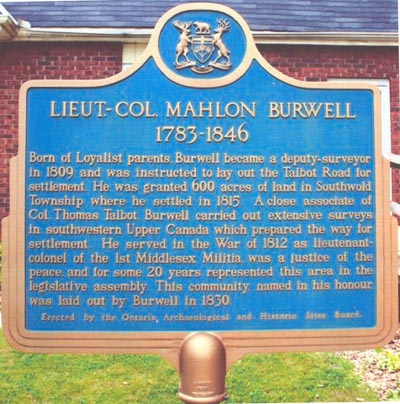 LIEUT-COL. MAHLON BURWELL
1783-1846
Born of Loyalist parents, Burwell became a deputy-surveyor
in 1809 and was instructed to lay out the Talbot Road for
settlement. He was granted 600 acres of land in Southwold
Township where he settled in 1815. A close associate of
Col. Thomas Talbot, Burwell carried out extensive surveys
in southwestern Upper Canada which prepared the way for
settlement. He served in the War of 1812 as lieutenant-
colonel of the 1st Middlesex Militia, was a justice of the
peace, and for some 20 years represented this area in the
legislative assembly. This community, named in his honour,
was laid out by Burwell in 1830.
Erected by the Ontario, Archaeological and Historic Sites Board.